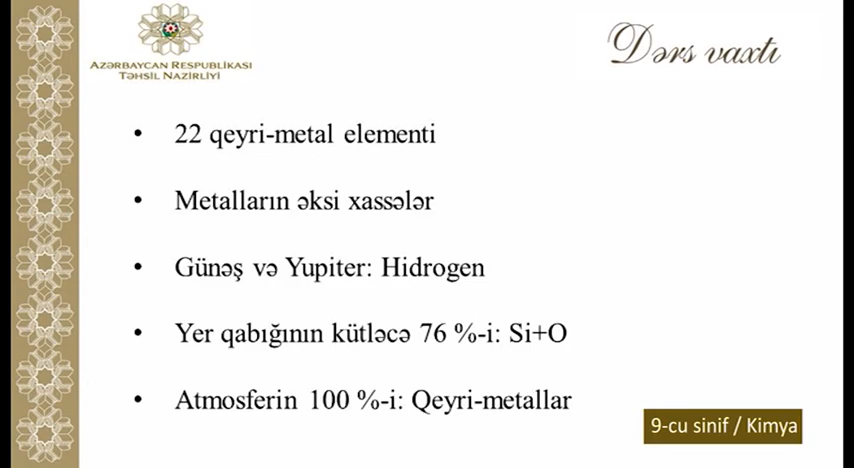 AZƏRBAYCAN RESPUBLİKASI
TƏHSİL NAZİRLİYİ
Dərs vaxtı
• 22 qeyri-metal elementi
• Metalların əksi xassələr
• Günəş və Yupiter: Hidrogen
• Yer qabığının kütləcə 76 %-i: Si+O
• Atmosferin 100 %-i: Qeyri-metallar
9-cu sinif / Kimya